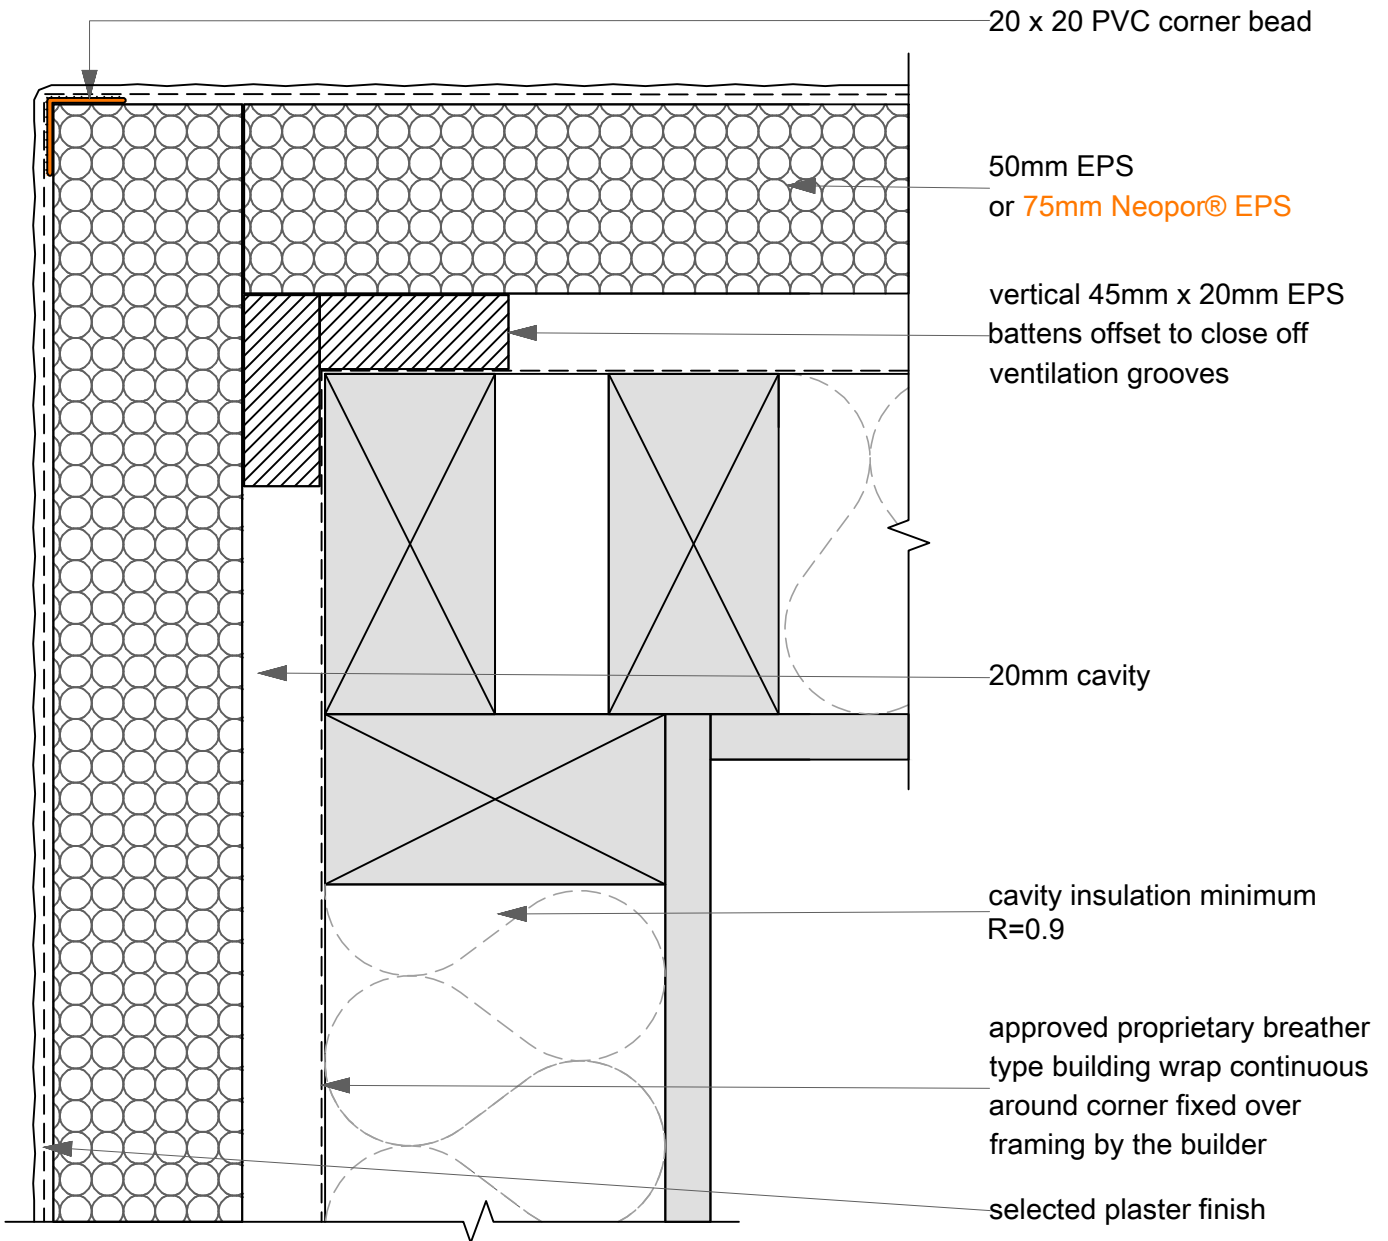 20 x 20 PVC corner bead
50mm EPS
or 75mm Neopor® EPS
vertical 45mm x 20mm EPS
battens offset to close off
ventilation grooves
20mm cavity
cavity insulation minimum
R=0.9
approved proprietary breather
type building wrap continuous
around corner fixed over
framing by the builder
selected plaster finish